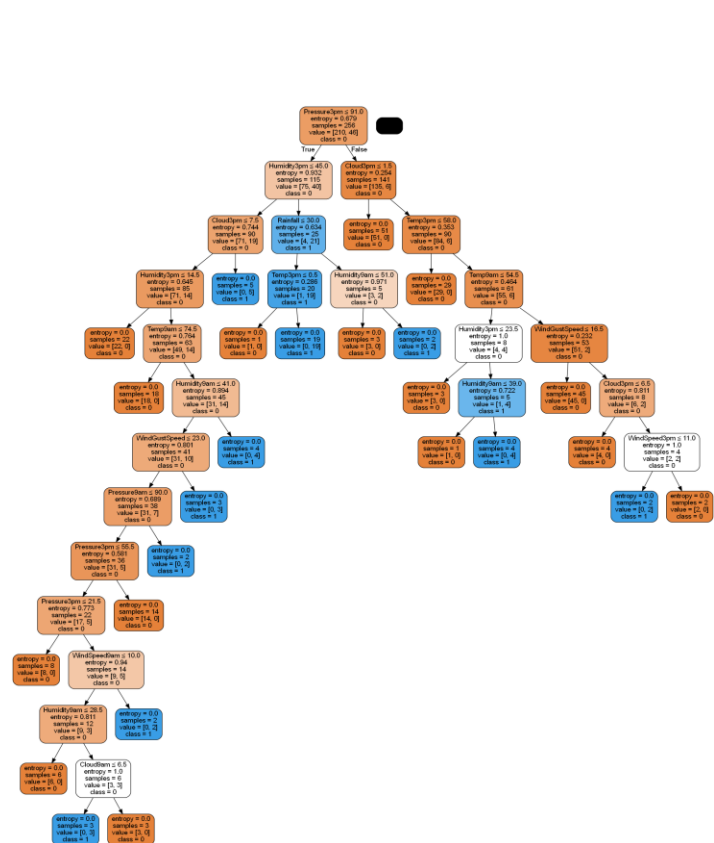 Pressure3pm ≤ 91.0
entropy = 0.679
samples = 256
value = [210, 46]
class = 0
True
False
Humidity3pm ≤ 45.0
entropy = 0.932
samples = 115
value = [75, 40]
class = 0
Cloud3pm ≤ 1.5
entropy = 0.254
samples = 141
value = [135, 6]
class = 0
Cloud3pm ≤ 7.5
entropy = 0.744
samples = 90
value = [71, 19]
class = 0
Rainfall ≤ 30.0
entropy = 0.634
samples = 25
value = [4, 21]
class = 1
entropy = 0.0
samples = 51
value = [51, 0]
class = 0
Temp3pm ≤ 58.0
entropy = 0.353
samples = 90
value = [84, 6]
class = 0
Humidity3pm ≤ 14.5
entropy = 0.645
samples = 85
value = [71, 14]
class = 0
entropy = 0.0
samples = 5
value = [0, 5]
class = 1
Temp3pm ≤ 0.5
entropy = 0.286
samples = 20
value = [1, 19]
class = 1
Humidity9am ≤ 51.0
entropy = 0.971
samples = 5
value = [3, 2]
class = 0
entropy = 0.0
samples = 29
value = [29, 0]
class = 0
Temp9am ≤ 54.5
entropy = 0.464
samples = 61
value = [55, 6]
class = 0
entropy = 0.0
samples = 22
value = [22, 0]
class = 0
Temp9am ≤ 74.5
entropy = 0.764
samples = 63
value = [49, 14]
class = 0
entropy = 0.0
samples = 1
value = [1, 0]
class = 0
entropy = 0.0
samples = 19
value = [0, 19]
class = 1
entropy = 0.0
samples = 3
value = [3, 0]
class = 0
entropy = 0.0
samples = 2
value = [0, 2]
class = 1
Humidity3pm ≤ 23.5
entropy = 1.0
samples = 8
value = [4, 4]
class = 0
WindGustSpeed ≤ 16.5
entropy = 0.232
samples = 53
value = [51, 2]
class = 0
entropy = 0.0
samples = 18
value = [18, 0]
class = 0
Humidity9am ≤ 41.0
entropy = 0.894
samples = 45
value = [31, 14]
class = 0
entropy = 0.0
samples = 3
value = [3, 0]
class = 0
Humidity9am ≤ 39.0
entropy = 0.722
samples = 5
value = [1, 4]
class = 1
entropy = 0.0
samples = 45
value = [45, 0]
class = 0
Cloud3pm ≤ 6.5
entropy = 0.811
samples = 8
value = [6, 2]
class = 0
WindGustSpeed ≤ 23.0
entropy = 0.801
samples = 41
value = [31, 10]
class = 0
entropy = 0.0
samples = 4
value = [0, 4]
class = 1
entropy = 0.0
samples = 1
value = [1, 0]
class = 0
entropy = 0.0
samples = 4
value = [0, 4]
class = 1
entropy = 0.0
samples = 4
value = [4, 0]
class = 0
WindSpeed3pm ≤ 11.0
entropy = 1.0
samples = 4
value = [2, 2]
class = 0
Pressure9am ≤ 90.0
entropy = 0.689
samples = 38
value = [31, 7]
class = 0
entropy = 0.0
samples = 3
value = [0, 3]
class = 1
entropy = 0.0
samples = 2
value = [0, 2]
class = 1
entropy = 0.0
samples = 2
value = [2, 0]
class = 0
Pressure3pm ≤ 55.5
entropy = 0.581
samples = 36
value = [31, 5]
class = 0
entropy = 0.0
samples = 2
value = [0, 2]
class = 1
Pressure3pm ≤ 21.5
entropy = 0.773
samples = 22
value = [17, 5]
class = 0
entropy = 0.0
samples = 14
value = [14, 0]
class = 0
entropy = 0.0
samples = 8
value = [8, 0]
class = 0
WindSpeed9am ≤ 10.0
entropy = 0.94
samples = 14
value = [9, 5]
class = 0
Humidity9am ≤ 28.5
entropy = 0.811
samples = 12
value = [9, 3]
class = 0
entropy = 0.0
samples = 2
value = [0, 2]
class = 1
entropy = 0.0
samples = 6
value = [6, 0]
class = 0
Cloud9am ≤ 6.5
entropy = 1.0
samples = 6
value = [3, 3]
class = 0
entropy = 0.0
samples = 3
value = [0, 3]
class = 1
entropy = 0.0
samples = 3
value = [3, 0]
class = 0